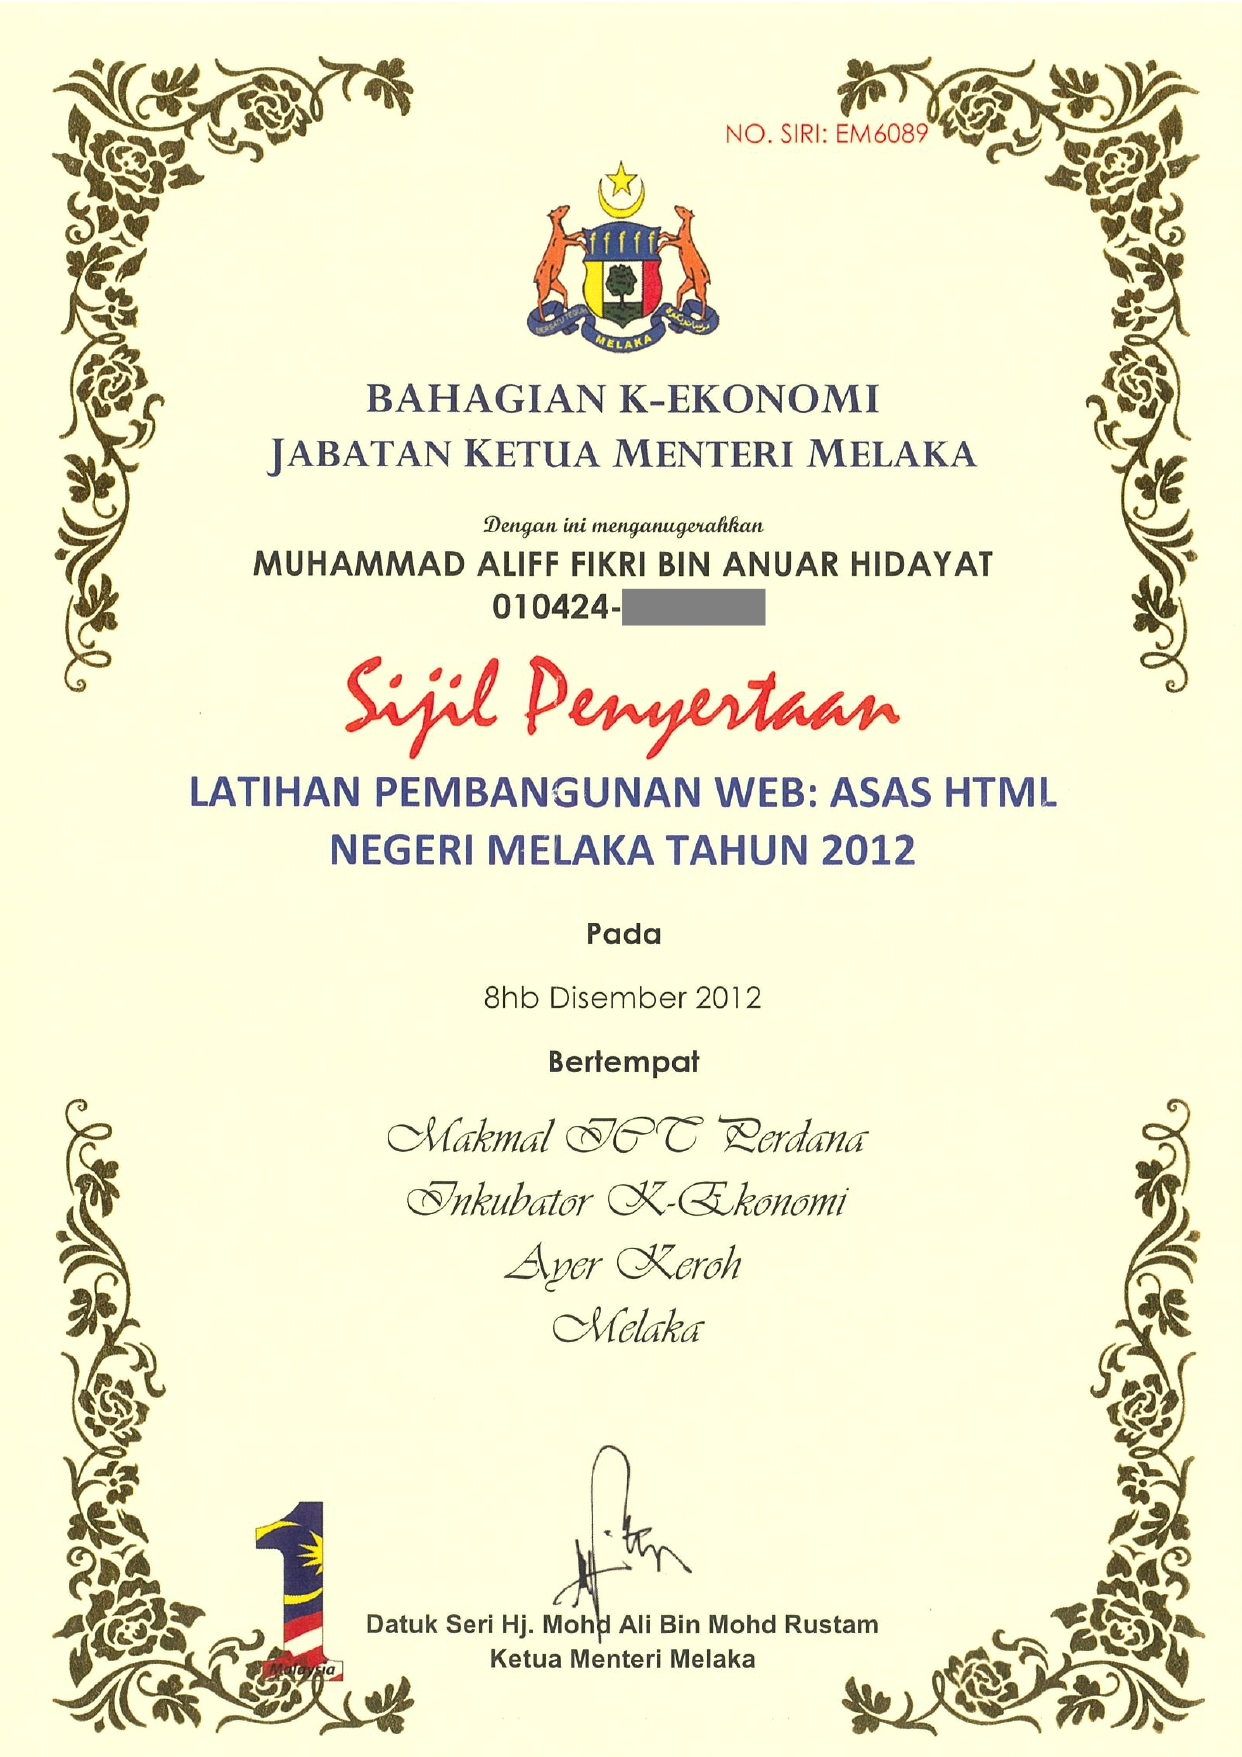 NO. SIRI: EM6089
BERSATU TEGUH
MELAKA
BAHAGIAN K-EKONOMI
JABATAN KETUA MENTERI MELAKA
Dengan ini menganugerahkan
MUHAMMAD ALIFF FIKRI BIN ANUAR HIDAYAT
010424-
Sijil Penyertaan
LATIHAN PEMBANGUNAN WEB: ASAS HTML
NEGERI MELAKA TAHUN 2012
Pada
8hb Disember 2012
Bertempat
Makmal ICT Perdana
Inkubator K-Ekonomi
Ayer Keroh
Melaka
Datuk Seri Hj. Mohd Ali Bin Mohd Rustam
Ketua Menteri Melaka
1
Malaysia